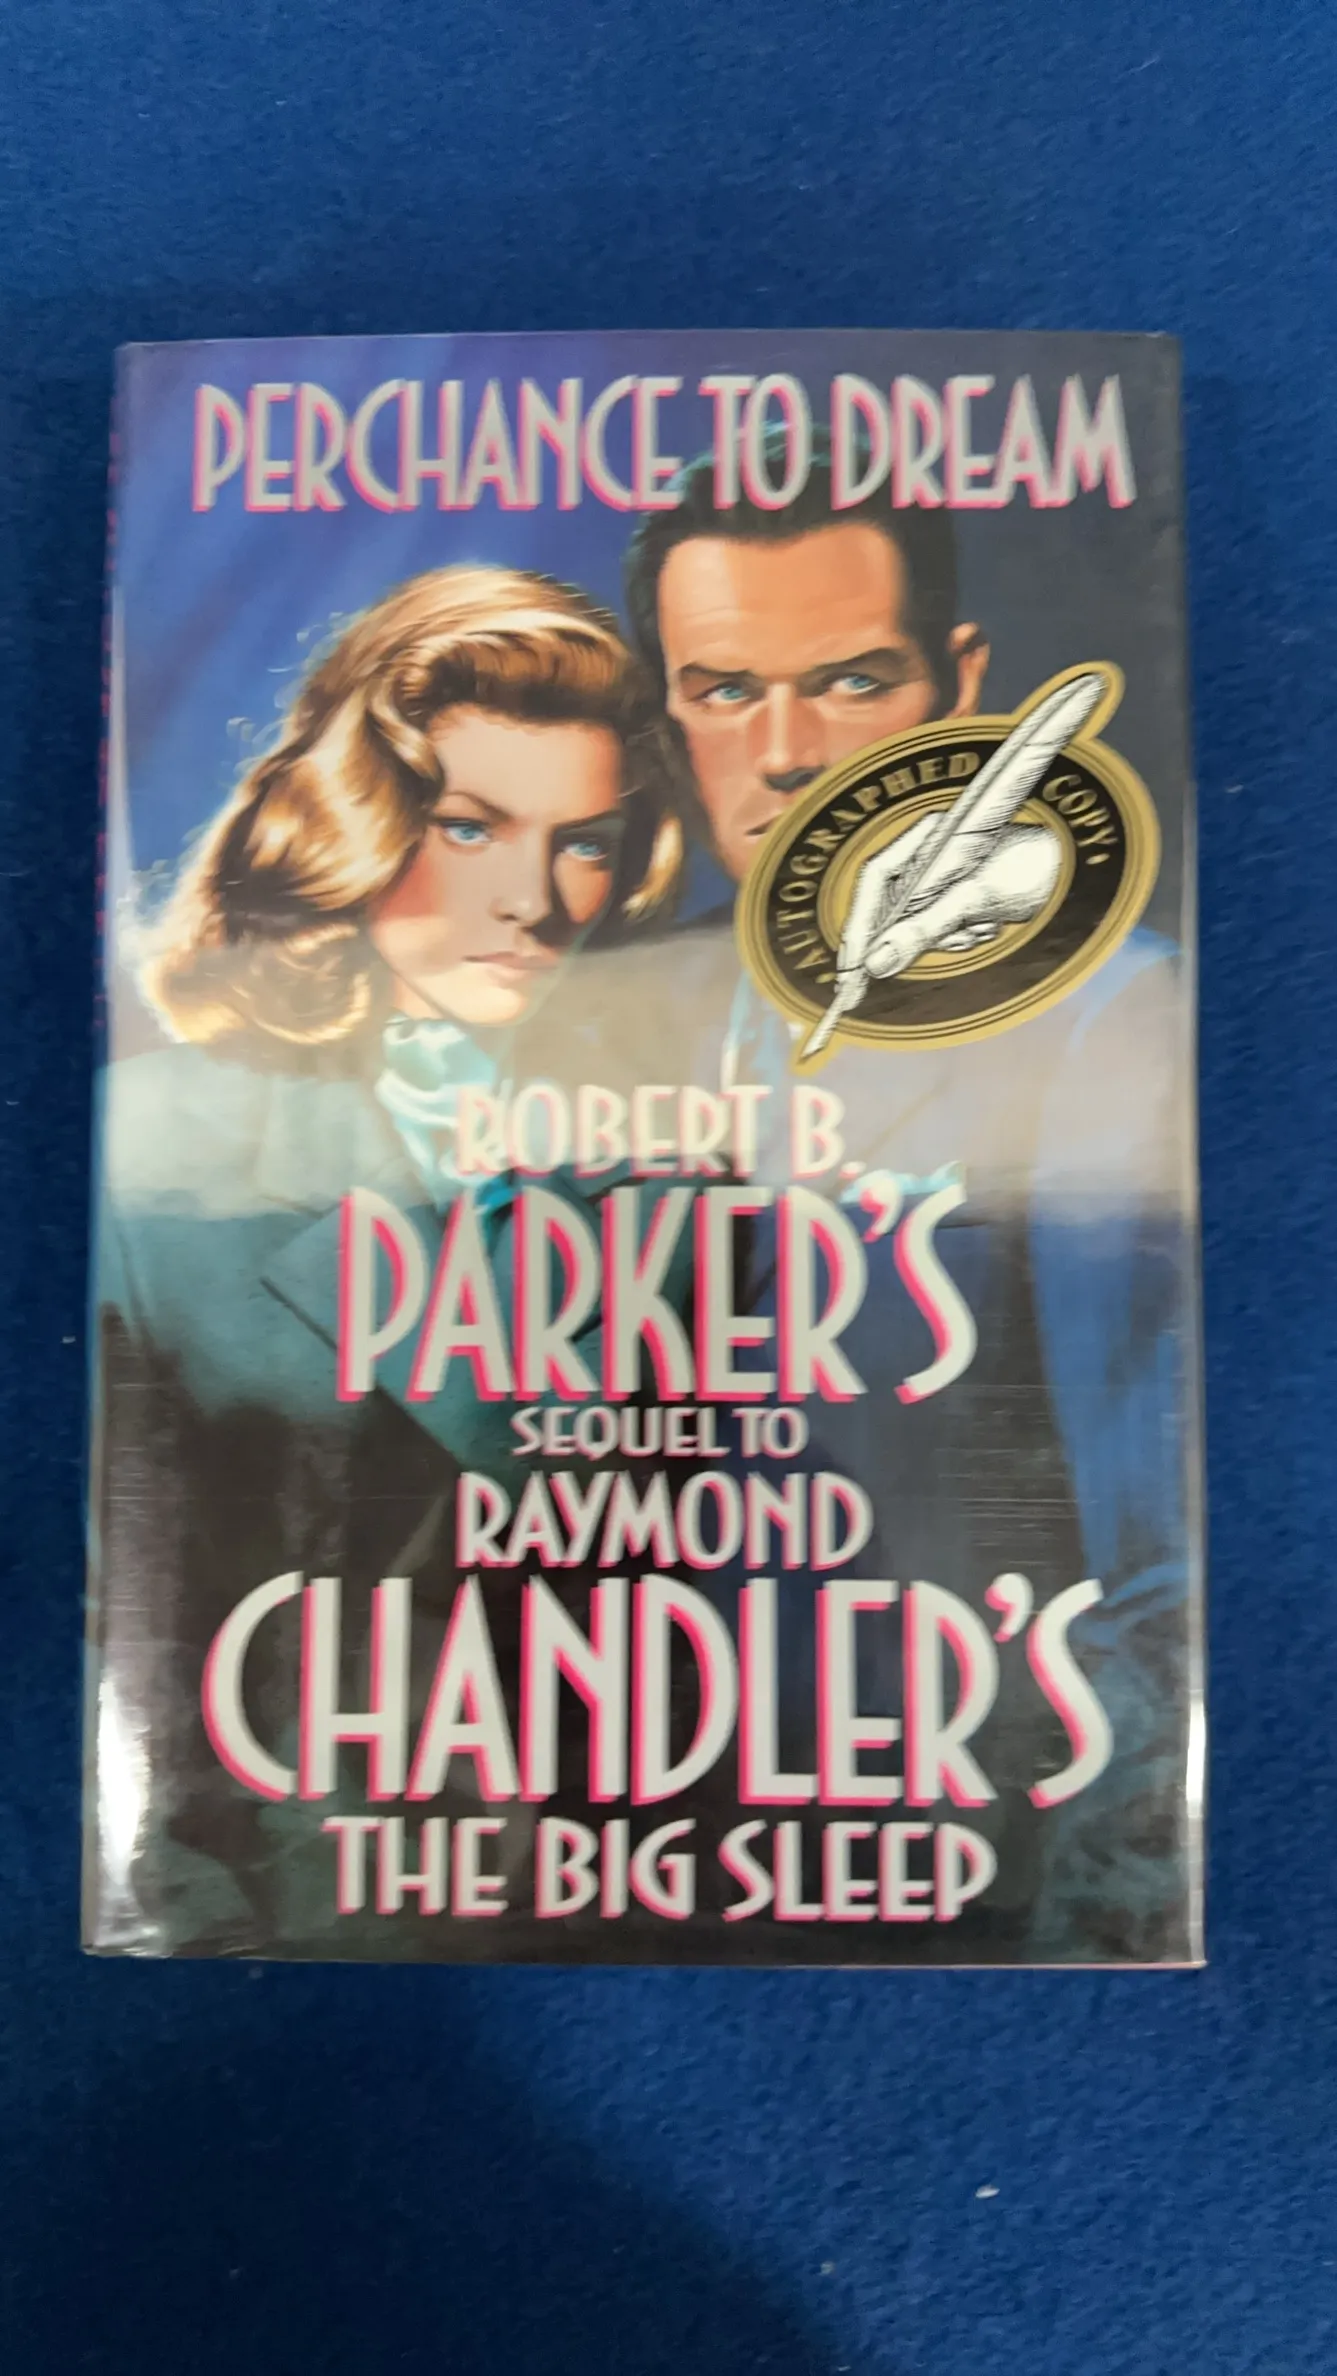 PERCHANCE TO DREAM
• AUTOGRAPHED COPY •
ROBERT B.
PARKER'S
SEQUEL TO
RAYMOND
CHANDLER'S
THE BIG SLEEP